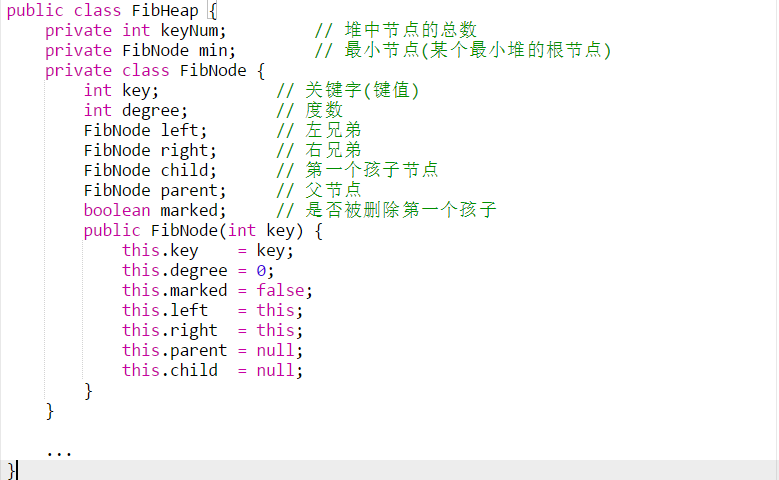 public class FibHeap {
    private int keyNum;         // 堆中节点的总数
    private FibNode min;        // 最小节点(某个最小堆的根节点)
    private class FibNode {
        int key;            // 关键字(键值)
        int degree;         // 度数
        FibNode left;       // 左兄弟
        FibNode right;      // 右兄弟
        FibNode child;      // 第一个孩子节点
        FibNode parent;     // 父节点
        boolean marked;     // 是否被删除第一个孩子
        public FibNode(int key) {
            this.key    = key;
            this.degree = 0;
            this.marked = false;
            this.left   = this;
            this.right  = this;
            this.parent = null;
            this.child  = null;
        }
    }
    ...
}